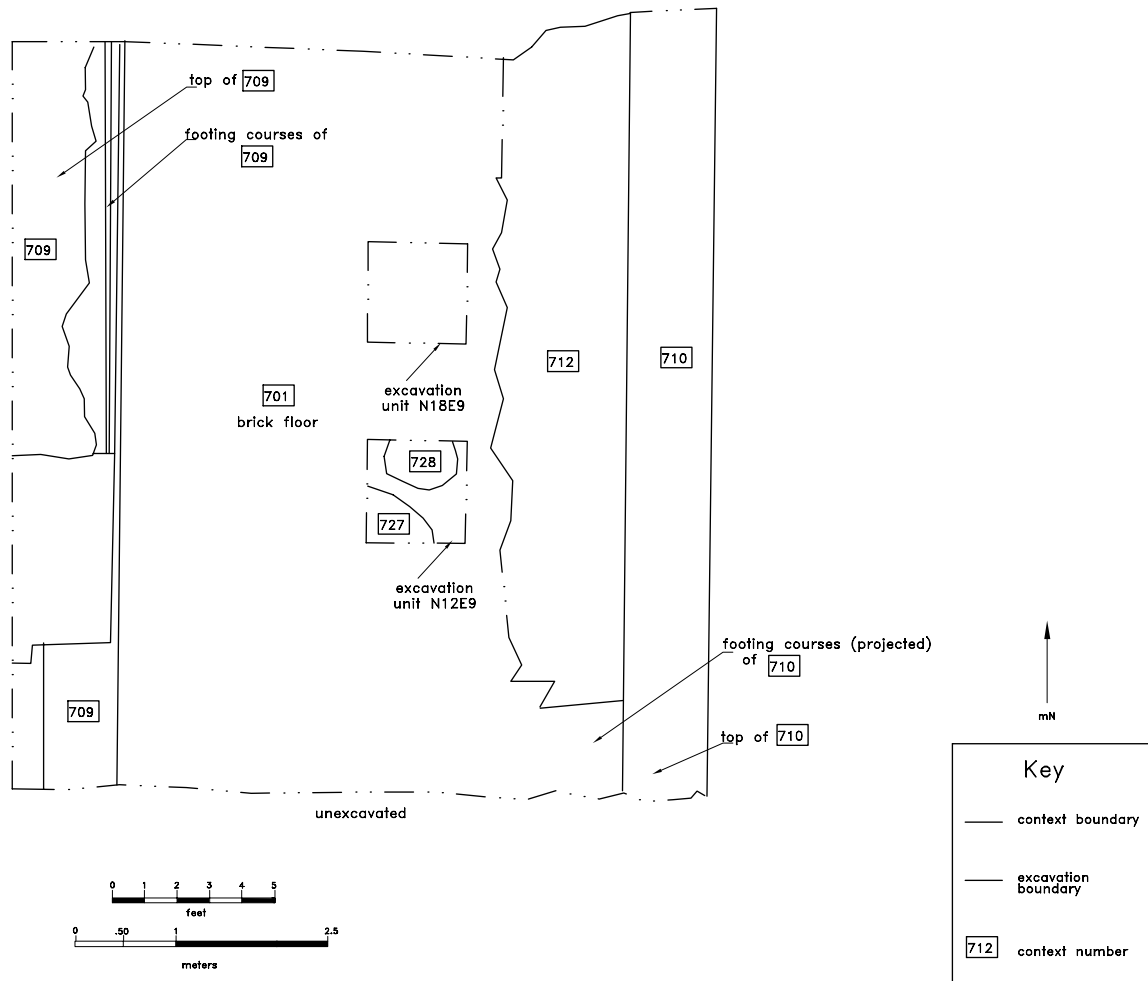 top of 709
footing courses of
709
709
712
710
701
brick floor
excavation
unit N18E9
728
727
excavation
unit N12E9
footing courses (projected)
of 710
709
top of 710
mN
unexcavated
Key
context boundary
excavation
boundary
712 context number
0 1 2 3 4 5
feet
0 .50 1 2.5
meters